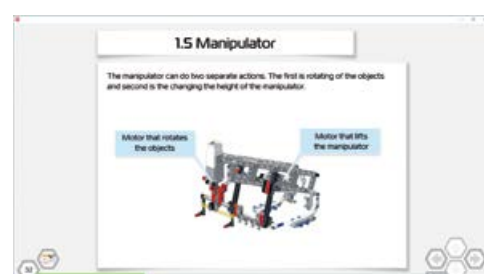 1.5 Manipulator
The manipulator can do two separate actions. The first is rotating of the objects
and second is the changing the height of the manipulator.
Motor that rotates
the objects
Motor that lifts
the manipulator